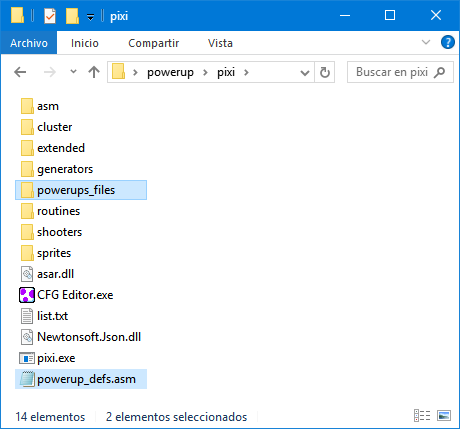 pixi
Archivo Inicio Compartir Vista
powerup pixi Buscar en pixi
asm
cluster
extended
generators
powerups_files
routines
shooters
sprites
asar.dll
CFG Editor.exe
list.txt
Newtonsoft.Json.dll
pixi.exe
powerup_defs.asm
14 elementos 2 elementos seleccionados